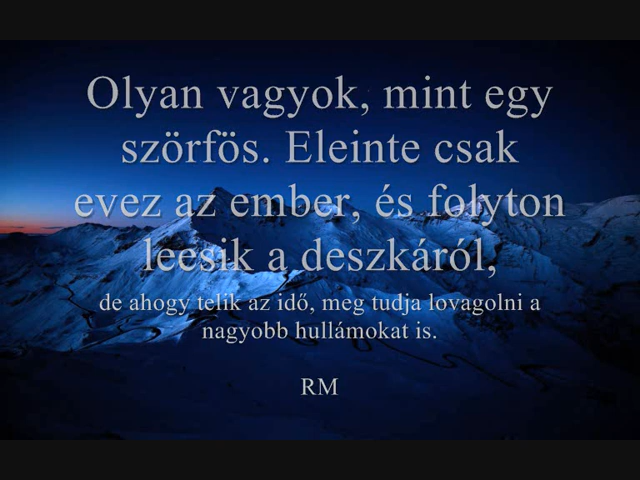 Olyan vagyok, mint egy
szörfös. Eleinte csak
evez az ember, és folyton
leesik a deszkáról,
de ahogy telik az idő, meg tudja lovagolni a
nagyobb hullámokat is.
RM